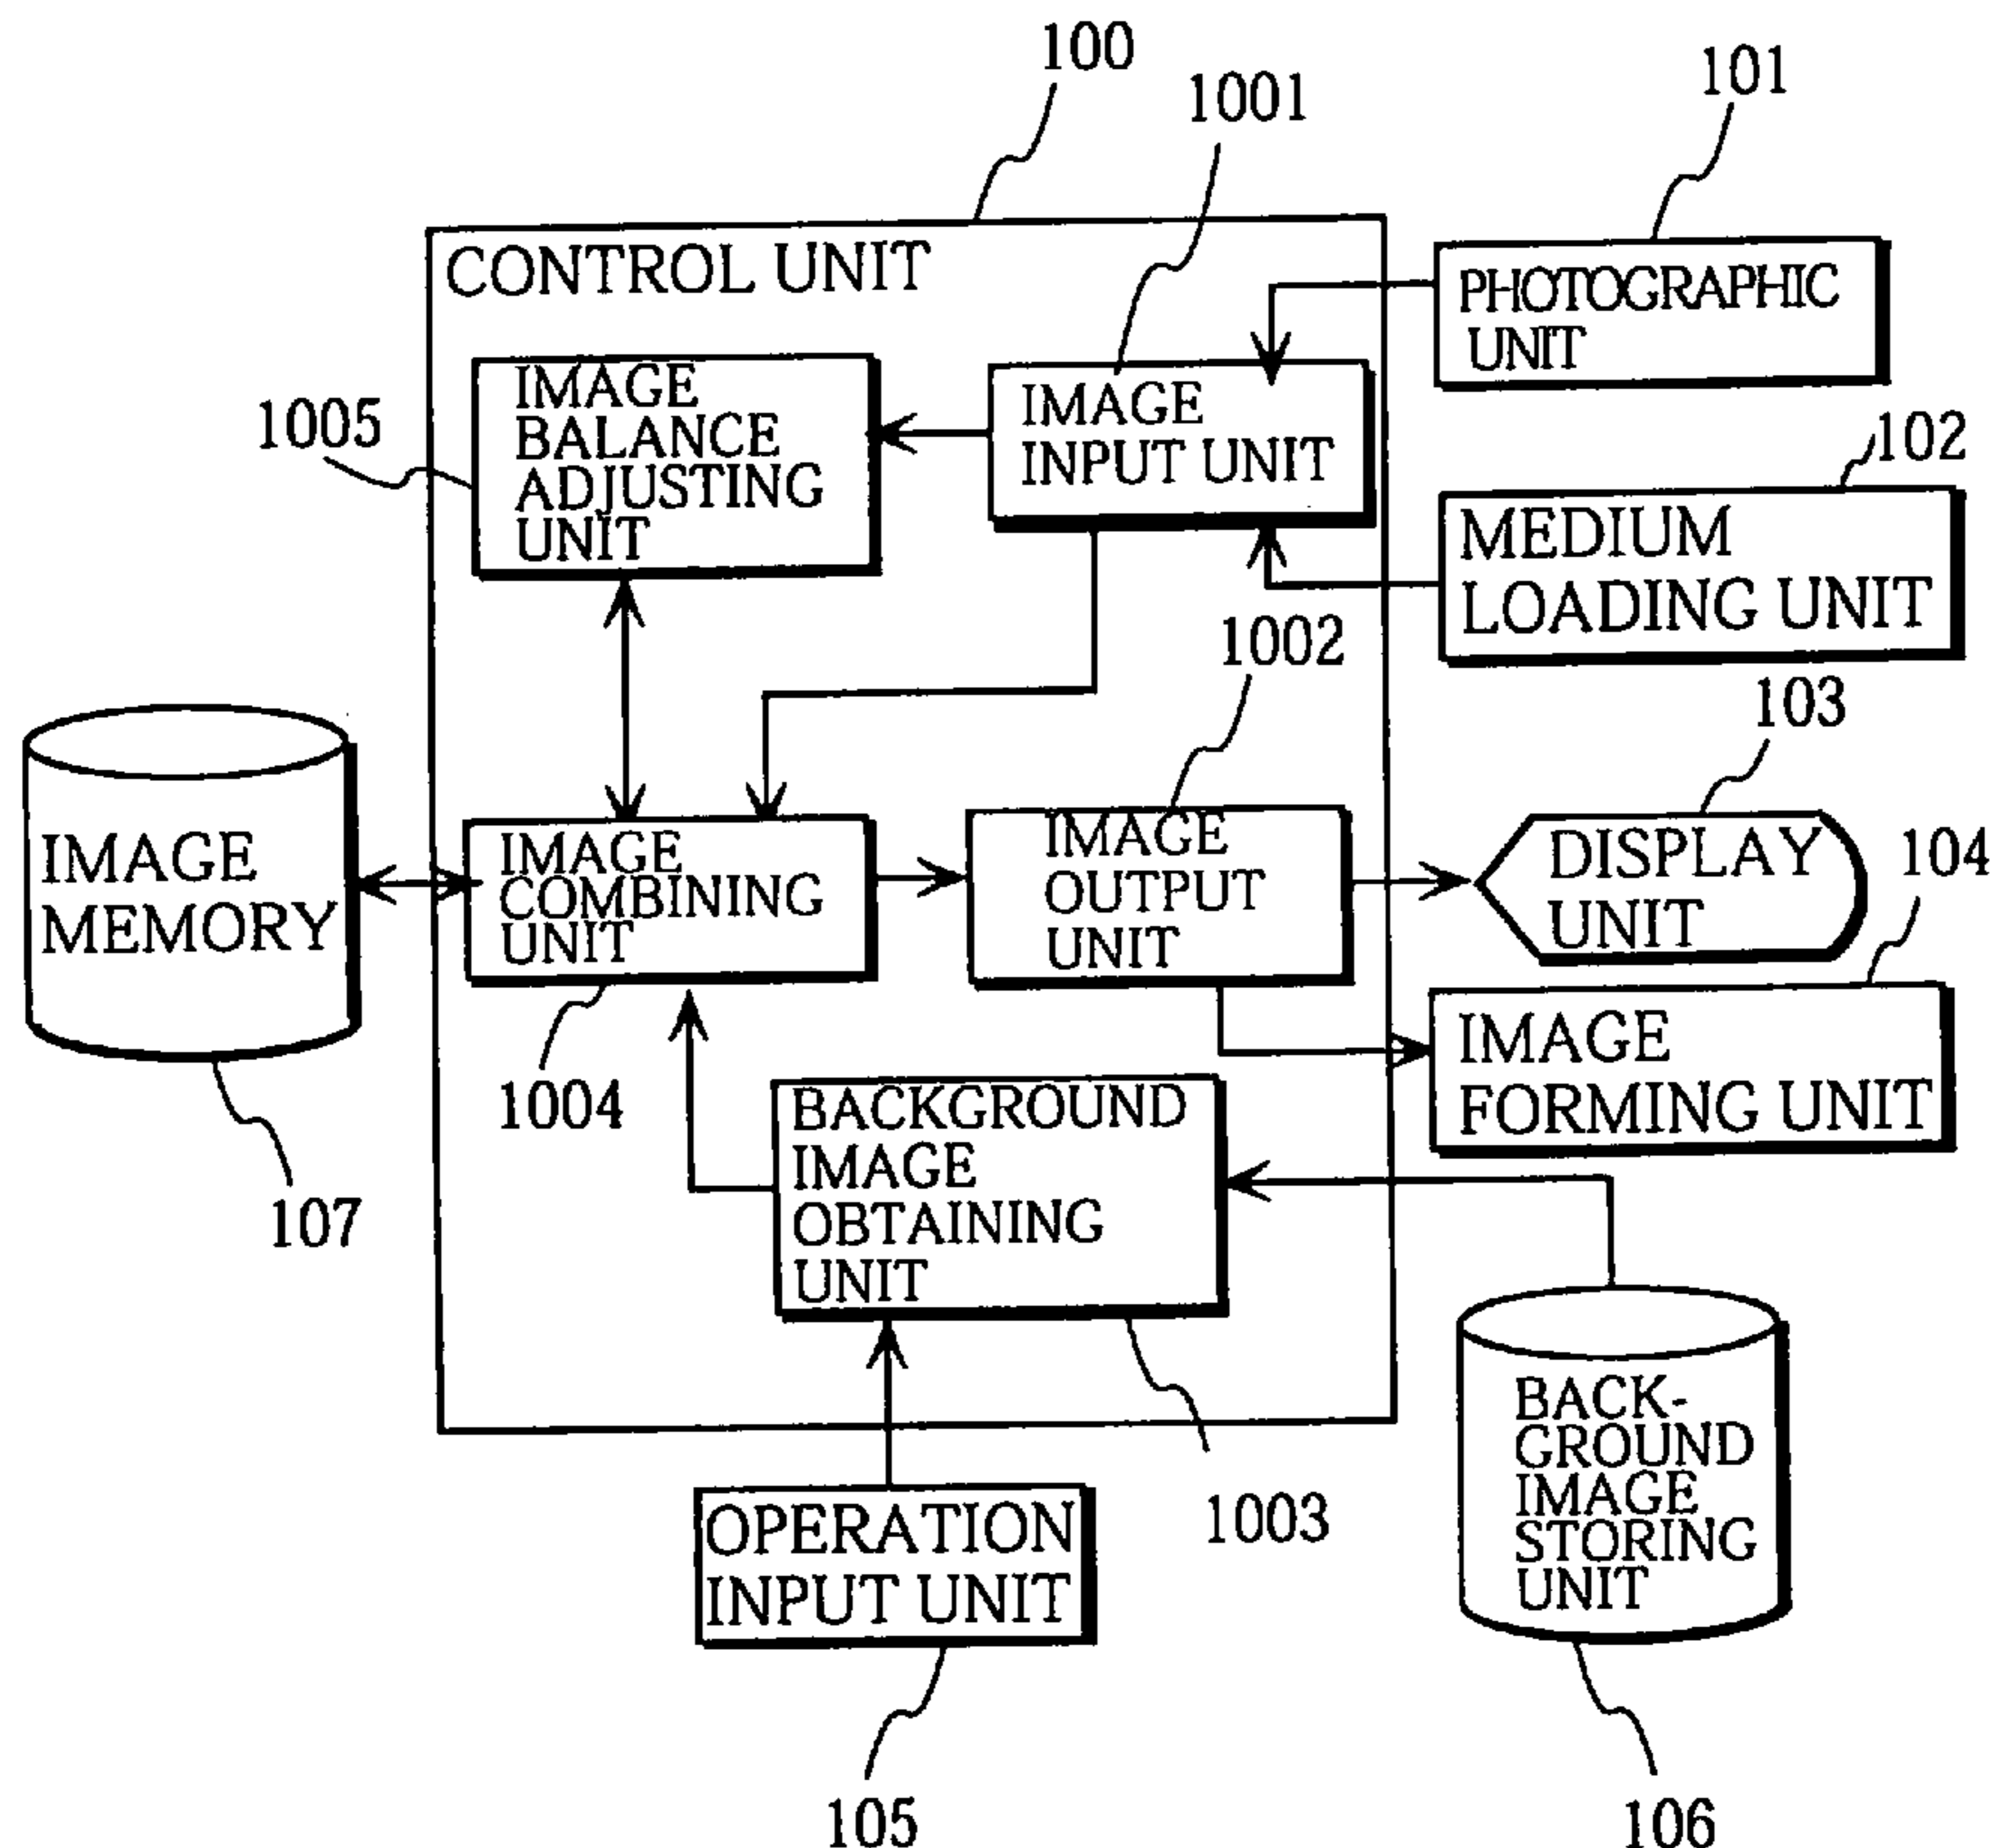 100
1001
101
CONTROL UNIT
PHOTOGRAPHIC
UNIT
IMAGE
BALANCE
ADJUSTING
UNIT
1005
IMAGE
INPUT UNIT
102
MEDIUM
LOADING UNIT
1002
103
IMAGE
MEMORY
IMAGE
COMBINING
UNIT
IMAGE
OUTPUT
UNIT
DISPLAY
UNIT
104
1004
IMAGE
FORMING UNIT
107
BACKGROUND
IMAGE
OBTAINING
UNIT
BACK-
GROUND
IMAGE
STORING
UNIT
1003
OPERATION
INPUT UNIT
105
106